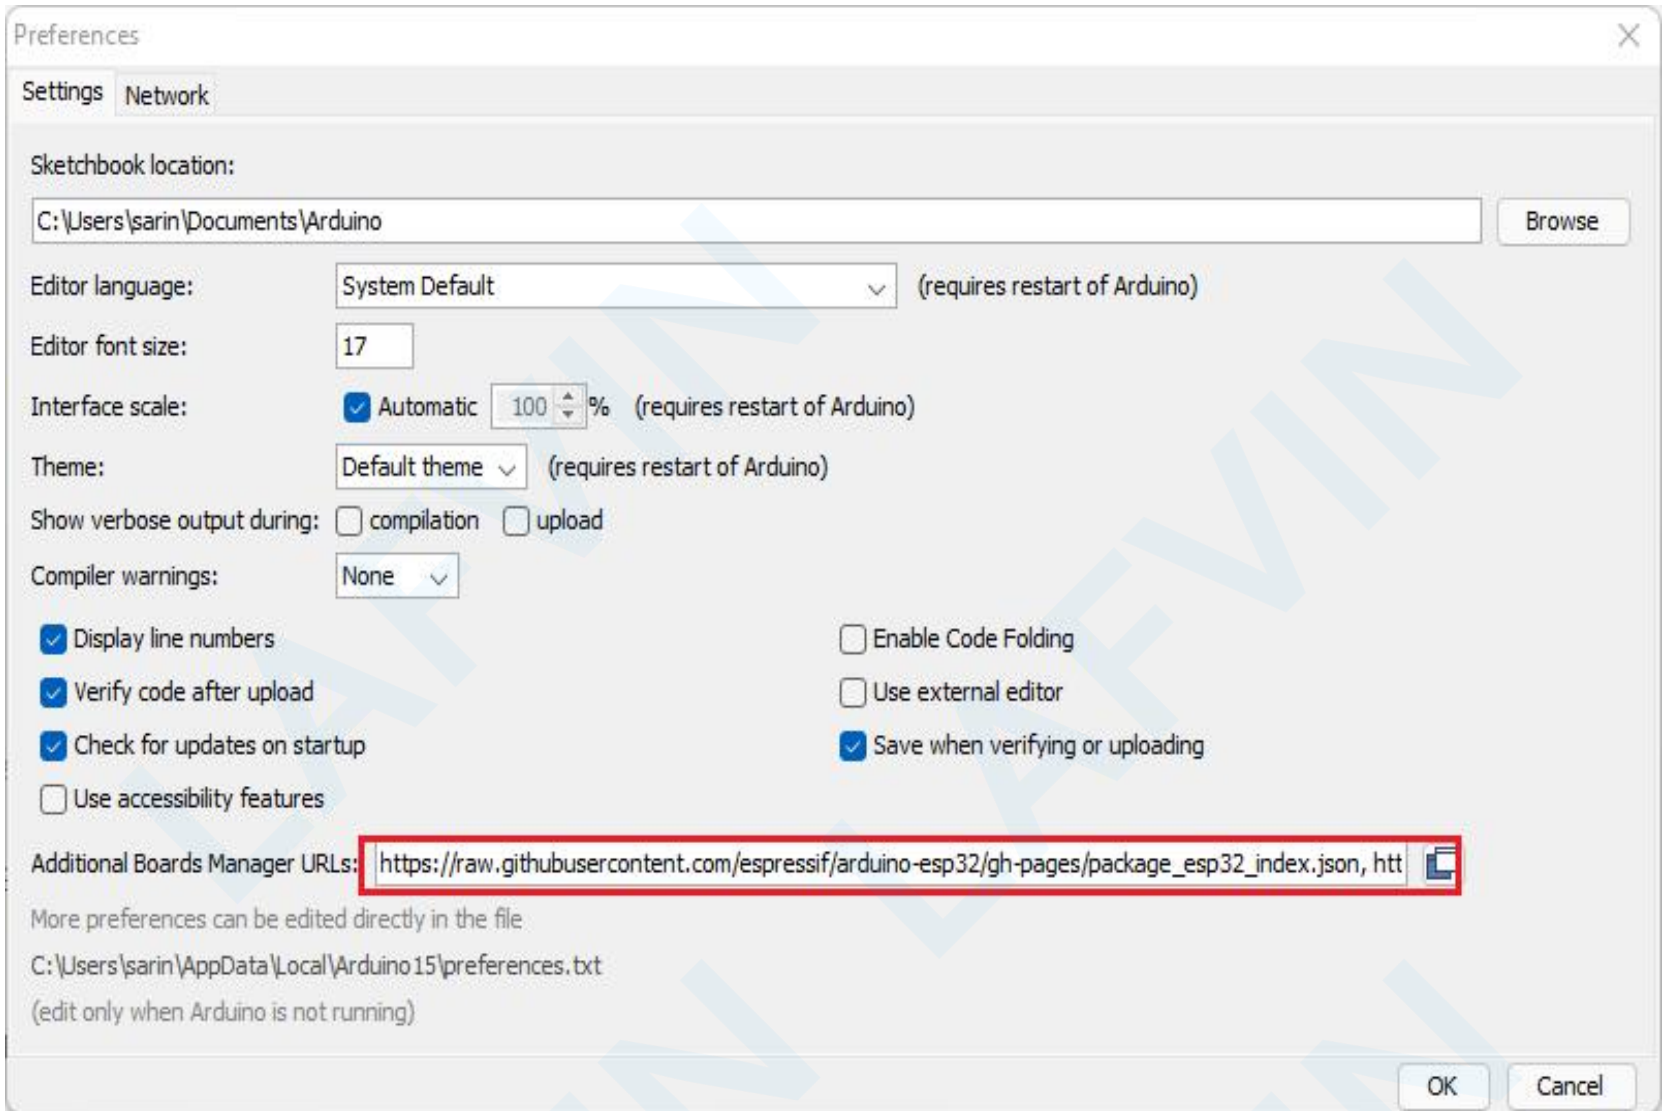 Preferences
Settings Network
Sketchbook location:
C:\Users\sarin\Documents\Arduino Browse
Editor language: System Default (requires restart of Arduino)
Editor font size: 17
Interface scale: Automatic 100 % (requires restart of Arduino)
Theme: Default theme (requires restart of Arduino)
Show verbose output during: compilation upload
Compiler warnings: None
Display line numbers Enable Code Folding
Verify code after upload Use external editor
Check for updates on startup Save when verifying or uploading
Use accessibility features
Additional Boards Manager URLs: https://raw.githubusercontent.com/espressif/arduino-esp32/gh-pages/package_esp32_index.json, htt
More preferences can be edited directly in the file
C:\Users\sarin\AppData\Local\Arduino15\preferences.txt
(edit only when Arduino is not running)
OK Cancel
LAFVIN
LAFVIN